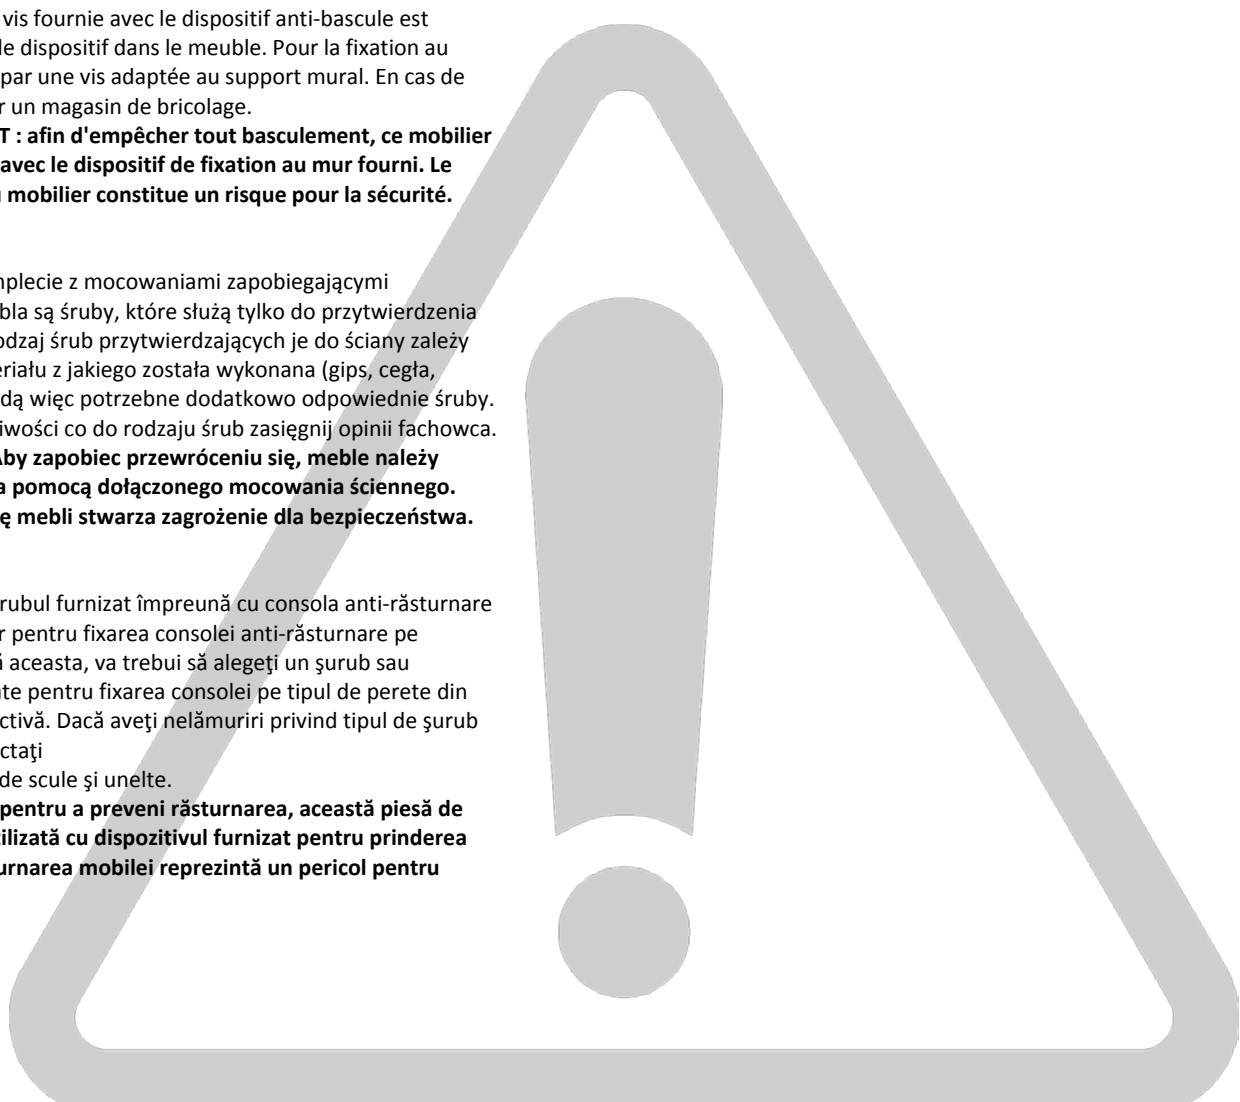 vis fournie avec le dispositif anti-bascule est
le dispositif dans le meuble. Pour la fixation au
par une vis adaptée au support mural. En cas de
r un magasin de bricolage.
T : afin d'empêcher tout basculement, ce mobilier
avec le dispositif de fixation au mur fourni. Le
u mobilier constitue un risque pour la sécurité.
mplecie z mocowaniami zapobiegającymi
bla są śruby, które służą tylko do przytwierdzenia
odzaj śrub przytwierdzających je do ściany zależy
eriału z jakiego została wykonana (gips, cegła,
dą więc potrzebne dodatkowo odpowiednie śruby.
iwości co do rodzaju śrub zasięgnij opinii fachowca.
Aby zapobiec przewróceniu się, meble należy
a pomocą dołączonego mocowania ściennego.
ę mebli stwarza zagrożenie dla bezpieczeństwa.
rubul furnizat împreună cu consola anti-răsturnare
r pentru fixarea consolei anti-răsturnare pe
ă aceasta, va trebui să alegeţi un şurub sau
te pentru fixarea consolei pe tipul de perete din
ctivă. Dacă aveţi nelămuriri privind tipul de şurub
ctaţi
de scule şi unelte.
pentru a preveni răsturnarea, această piesă de
tilizată cu dispozitivul furnizat pentru prinderea
urnarea mobilei reprezintă un pericol pentru